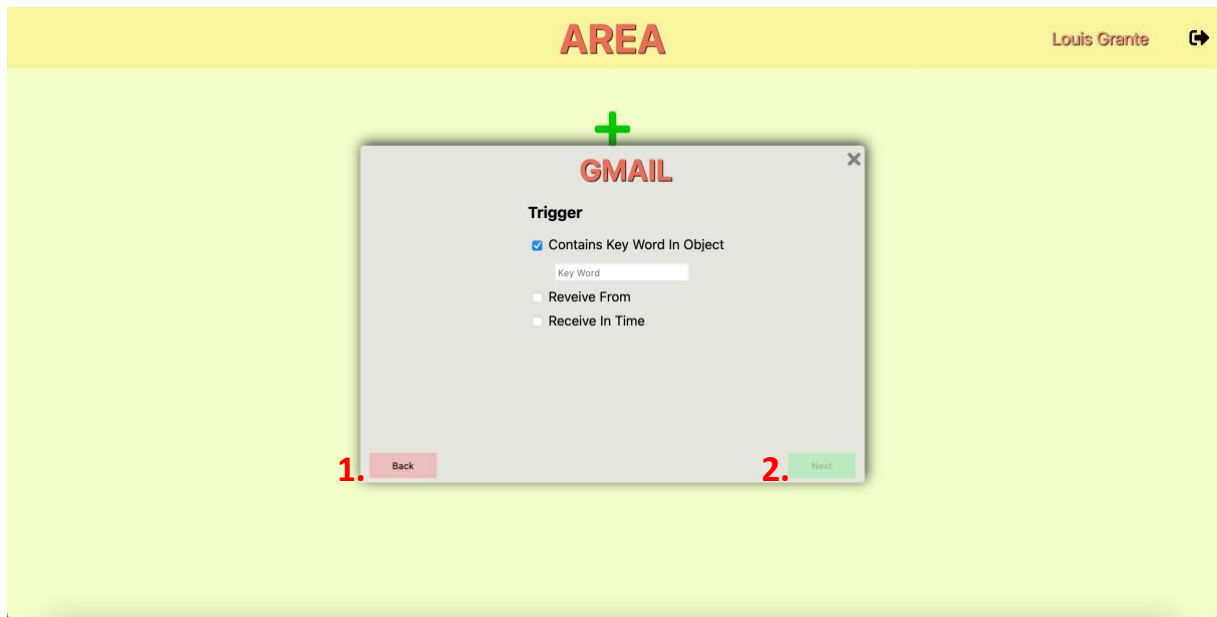 AREA
Louis Grante
GMAIL
Trigger
Contains Key Word In Object
Key Word
Reveive From
Receive In Time
1.
Back
2.
Next